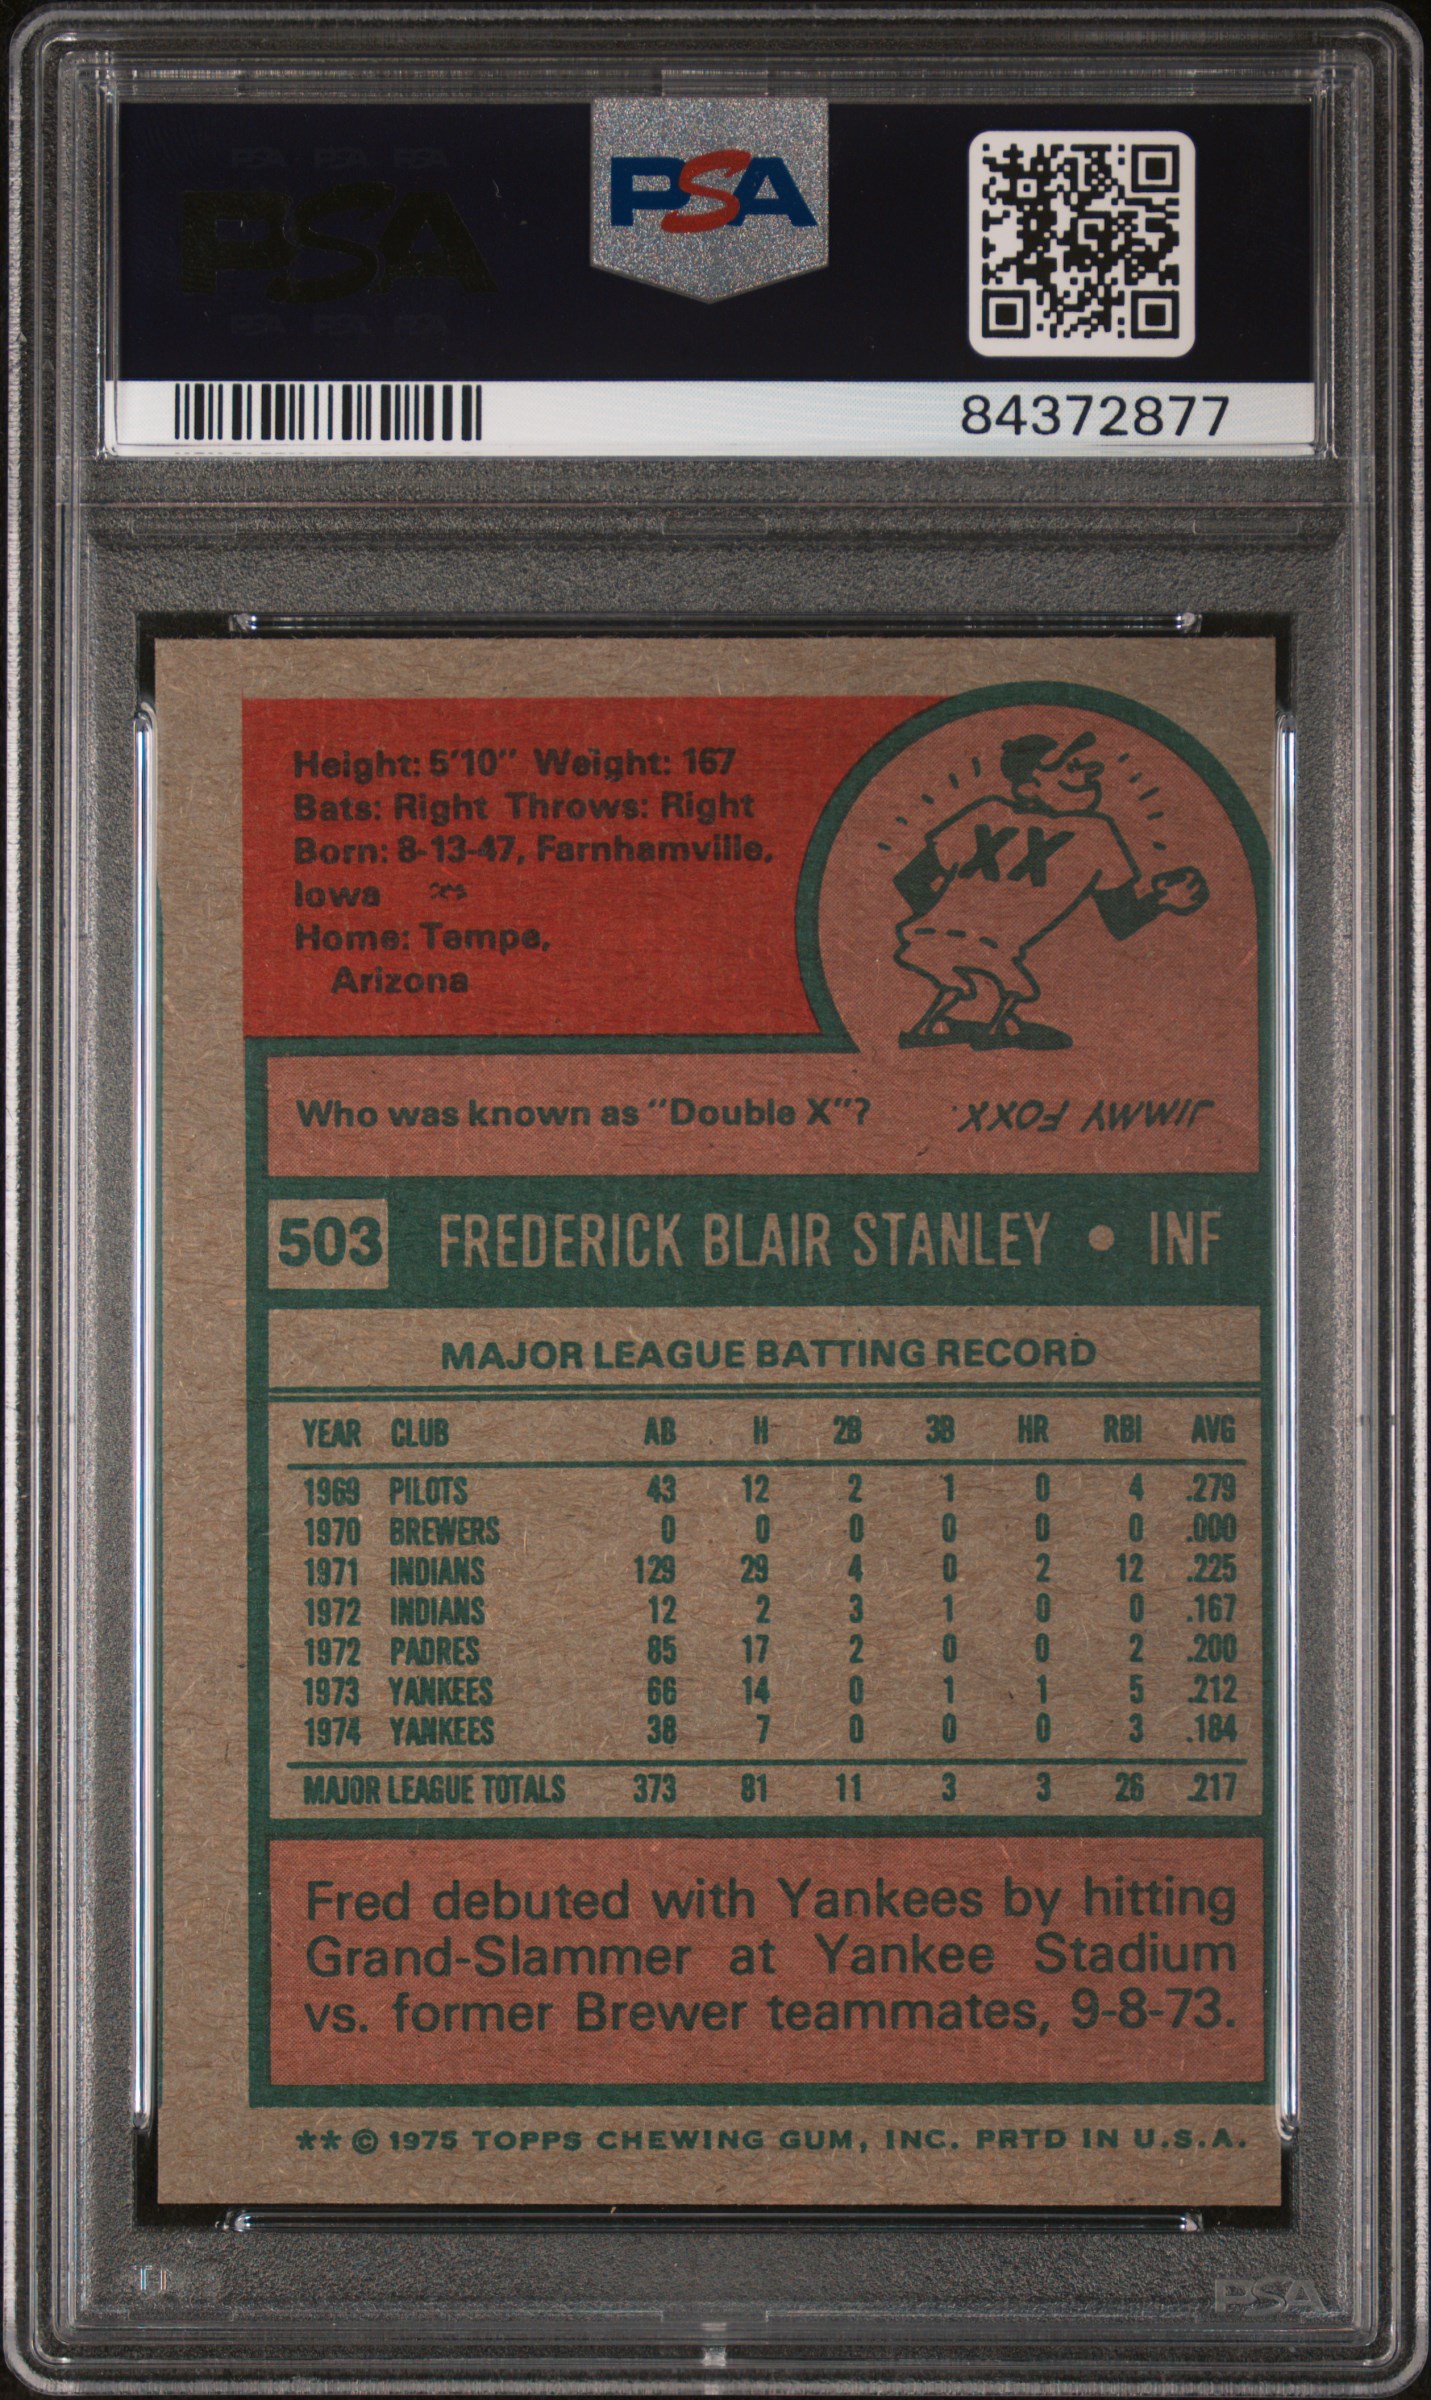 PSA PSA PSA
PSA
PSA
PSA PSA PSA
84372877
Height: 5'10" Weight: 167
Bats: Right Throws: Right
Born: 8-13-47, Farnhamville,
Iowa
Home: Tempe,
Arizona
XX
Who was known as "Double X"?
JIMMY FOXX.
503 FREDERICK BLAIR STANLEY • INF
MAJOR LEAGUE BATTING RECORD
YEAR CLUB AB H 2B 3B HR RBI AVG
1969 PILOTS 43 12 2 1 0 4 .279
1970 BREWERS 0 0 0 0 0 0 .000
1971 INDIANS 129 29 4 0 2 12 .225
1972 INDIANS 12 2 3 1 0 0 .167
1972 PADRES 85 17 2 0 0 2 .200
1973 YANKEES 66 14 0 1 1 5 .212
1974 YANKEES 38 7 0 0 0 3 .184
MAJOR LEAGUE TOTALS 373 81 11 3 3 26 .217
Fred debuted with Yankees by hitting
Grand-Slammer at Yankee Stadium
vs. former Brewer teammates, 9-8-73.
** © 1975 TOPPS CHEWING GUM, INC. PRTD IN U.S.A.
PSA